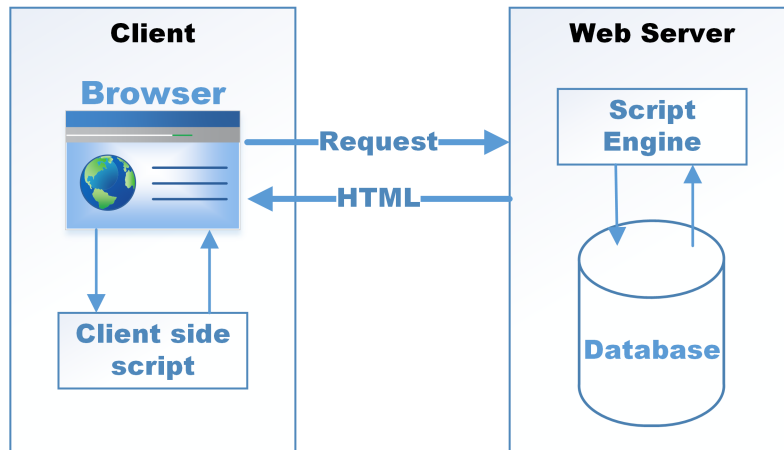 Client
Browser
Client side
script
Request
HTML
Web Server
Script
Engine
Database